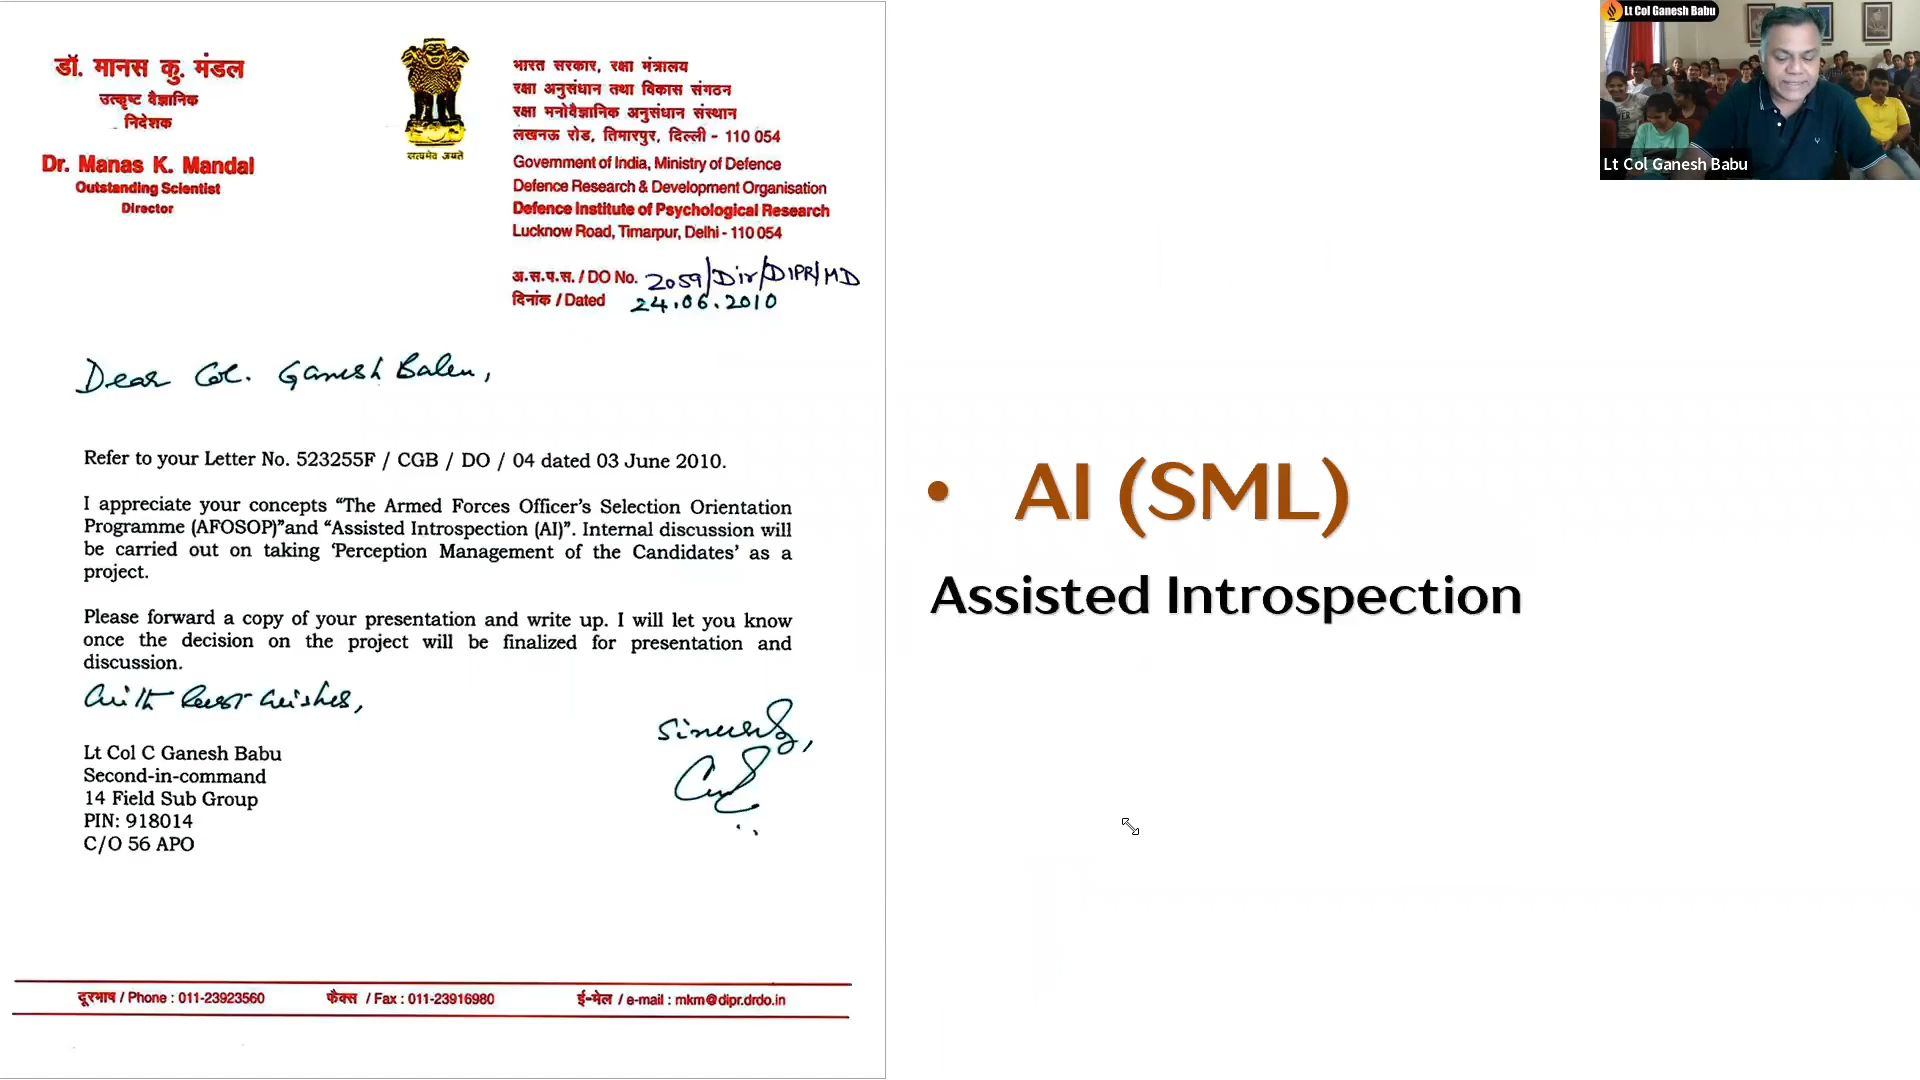 डॉ. मानस कु. मंडल
उत्कृष्ट वैज्ञानिक
निदेशक
Dr. Manas K. Mandal
Outstanding Scientist
Director
सत्यमेव जयते
भारत सरकार, रक्षा मंत्रालय
रक्षा अनुसंधान तथा विकास संगठन
रक्षा मनोवैज्ञानिक अनुसंधान संस्थान
लखनऊ रोड, तिमारपुर, दिल्ली - 110 054
Government of India, Ministry of Defence
Defence Research & Development Organisation
Defence Institute of Psychological Research
Lucknow Road, Timarpur, Delhi - 110 054
अ.स.प.स. / DO No. 2059/Dir/DIPR/MD
दिनांक / Dated 24.06.2010
Dear Col. Ganesh Babu,
Refer to your Letter No. 523255F / CGB / DO / 04 dated 03 June 2010.
I appreciate your concepts “The Armed Forces Officer’s Selection Orientation
Programme (AFOSOP)”and “Assisted Introspection (AI)”. Internal discussion will
be carried out on taking ‘Perception Management of the Candidates’ as a
project.
Please forward a copy of your presentation and write up. I will let you know
once the decision on the project will be finalized for presentation and
discussion.
With best wishes,
Sincerely,
Lt Col C Ganesh Babu
Second-in-command
14 Field Sub Group
PIN: 918014
C/O 56 APO
दूरभाष / Phone : 011-23923560 फैक्स / Fax : 011-23916980 ई-मेल / e-mail : mkm@dipr.drdo.in
• AI (SML)
Assisted Introspection
Lt Col Ganesh Babu
Lt Col Ganesh Babu